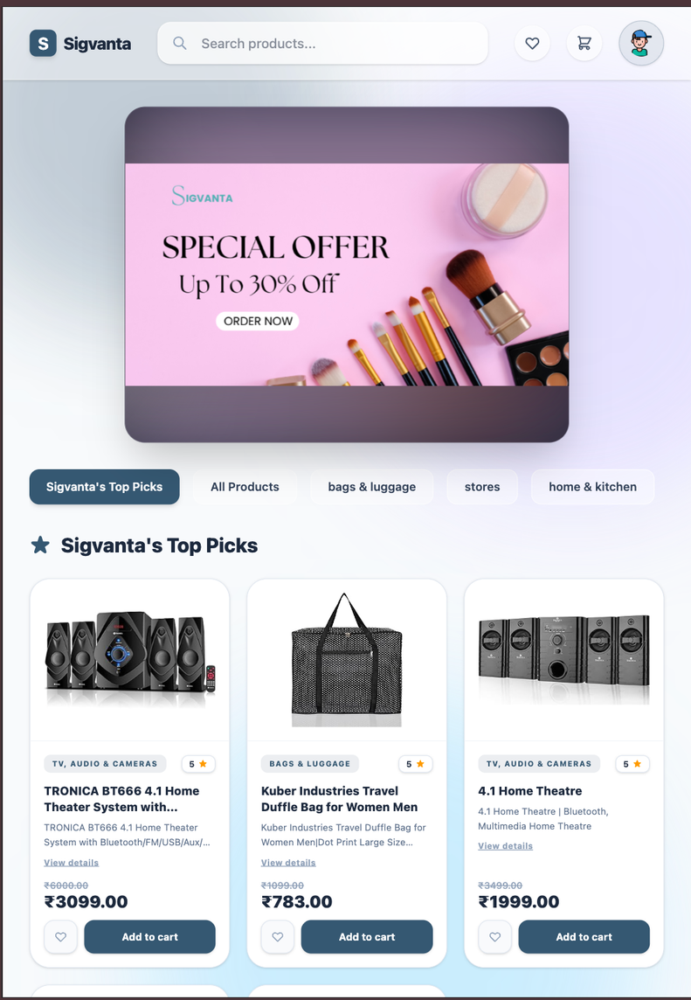 S Sigvanta
Search products...
SIGVANTA
SPECIAL OFFER
Up To 30% Off
ORDER NOW
Sigvanta's Top Picks
All Products
bags & luggage
stores
home & kitchen
Sigvanta's Top Picks
TV, AUDIO & CAMERAS
5
TRONICA BT666 4.1 Home
Theater System with...
TRONICA BT666 4.1 Home Theater
System with Bluetooth/FM/USB/Aux/...
View details
₹6000.00
₹3099.00
Add to cart
BAGS & LUGGAGE
5
Kuber Industries Travel
Duffle Bag for Women Men
Kuber Industries Travel Duffle Bag for
Women Men|Dot Print Large Size...
View details
₹1099.00
₹783.00
Add to cart
TV, AUDIO & CAMERAS
5
4.1 Home Theatre
4.1 Home Theatre | Bluetooth,
Multimedia Home Theatre
View details
₹3499.00
₹1999.00
Add to cart